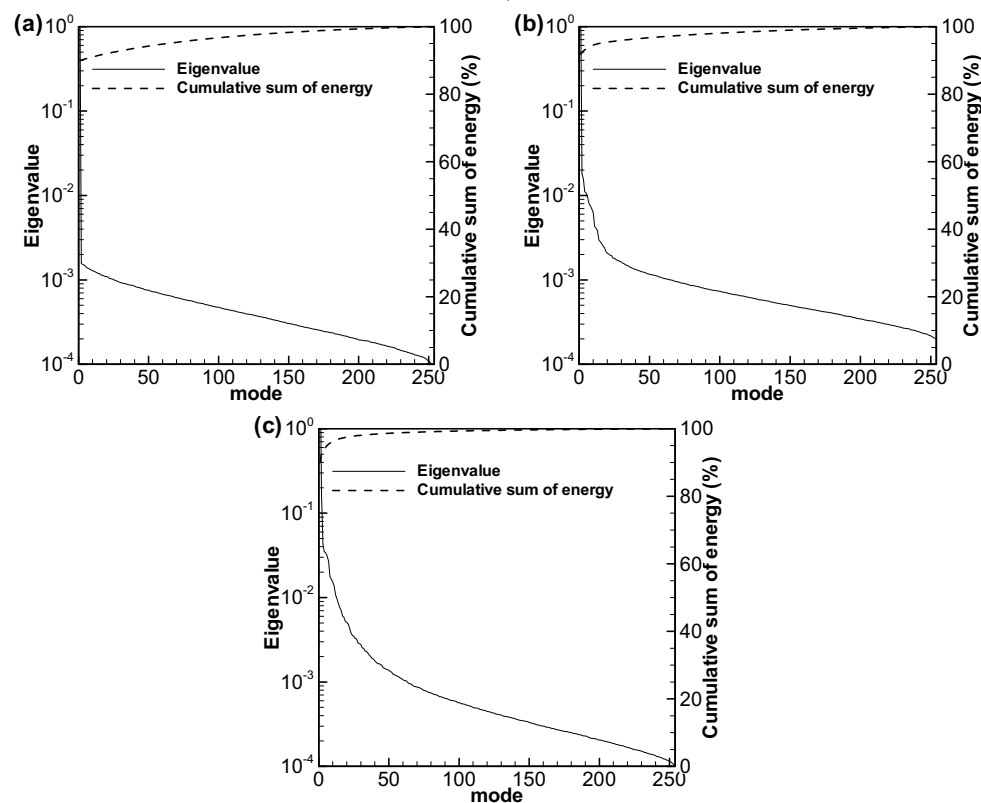 (a)
10^0
10^-1
10^-2
10^-3
10^-4
Eigenvalue
Eigenvalue
Cumulative sum of energy
0 50 100 150 200 250
mode
100
80
60
40
20
0
Cumulative sum of energy (%)
(b)
10^0
10^-1
10^-2
10^-3
10^-4
Eigenvalue
Eigenvalue
Cumulative sum of energy
0 50 100 150 200 250
mode
100
80
60
40
20
0
Cumulative sum of energy (%)
(c)
10^0
10^-1
10^-2
10^-3
10^-4
Eigenvalue
Eigenvalue
Cumulative sum of energy
0 50 100 150 200 250
mode
100
80
60
40
20
0
Cumulative sum of energy (%)